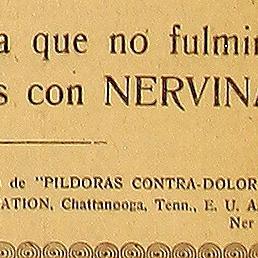 a que no fulmin
s con NERVINA
de "PILDORAS CONTRA-DOLOR
ATION, Chattanooga, Tenn., E. U. A.
Ner